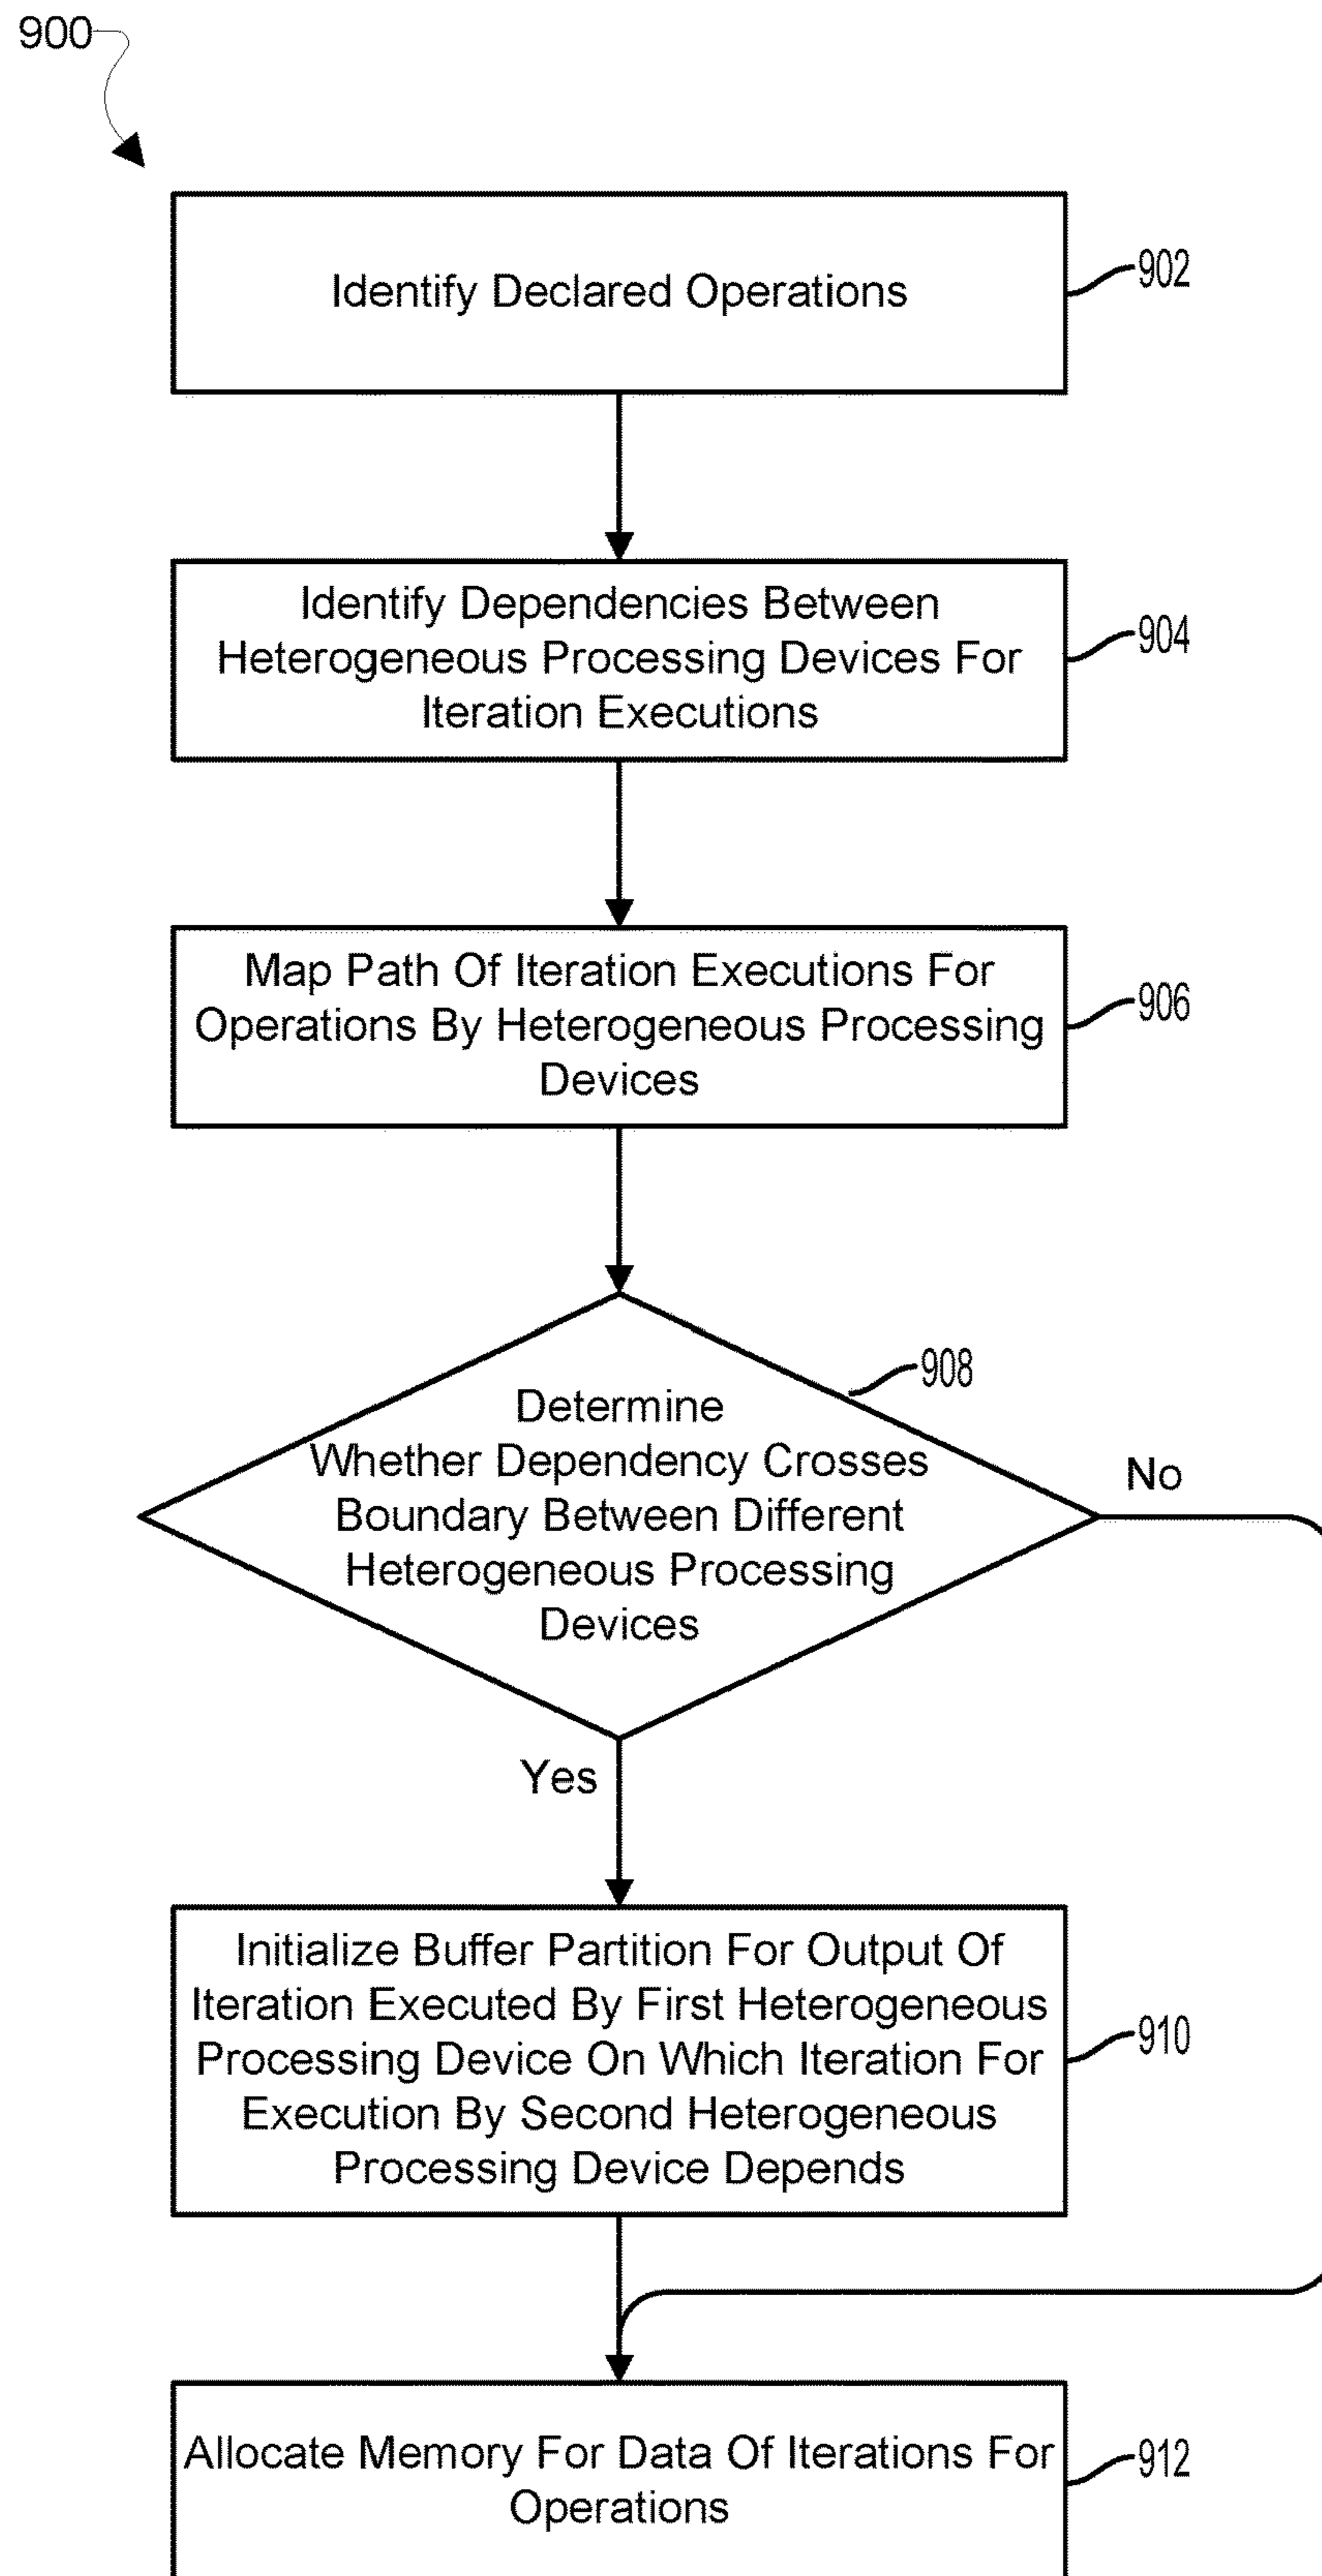 900
Identify Declared Operations
902
Identify Dependencies Between
Heterogeneous Processing Devices For
Iteration Executions
904
Map Path Of Iteration Executions For
Operations By Heterogeneous Processing
Devices
906
908
Determine
Whether Dependency Crosses
Boundary Between Different
Heterogeneous Processing
Devices
No
Yes
Initialize Buffer Partition For Output Of
Iteration Executed By First Heterogeneous
Processing Device On Which Iteration For
Execution By Second Heterogeneous
Processing Device Depends
910
Allocate Memory For Data Of Iterations For
Operations
912